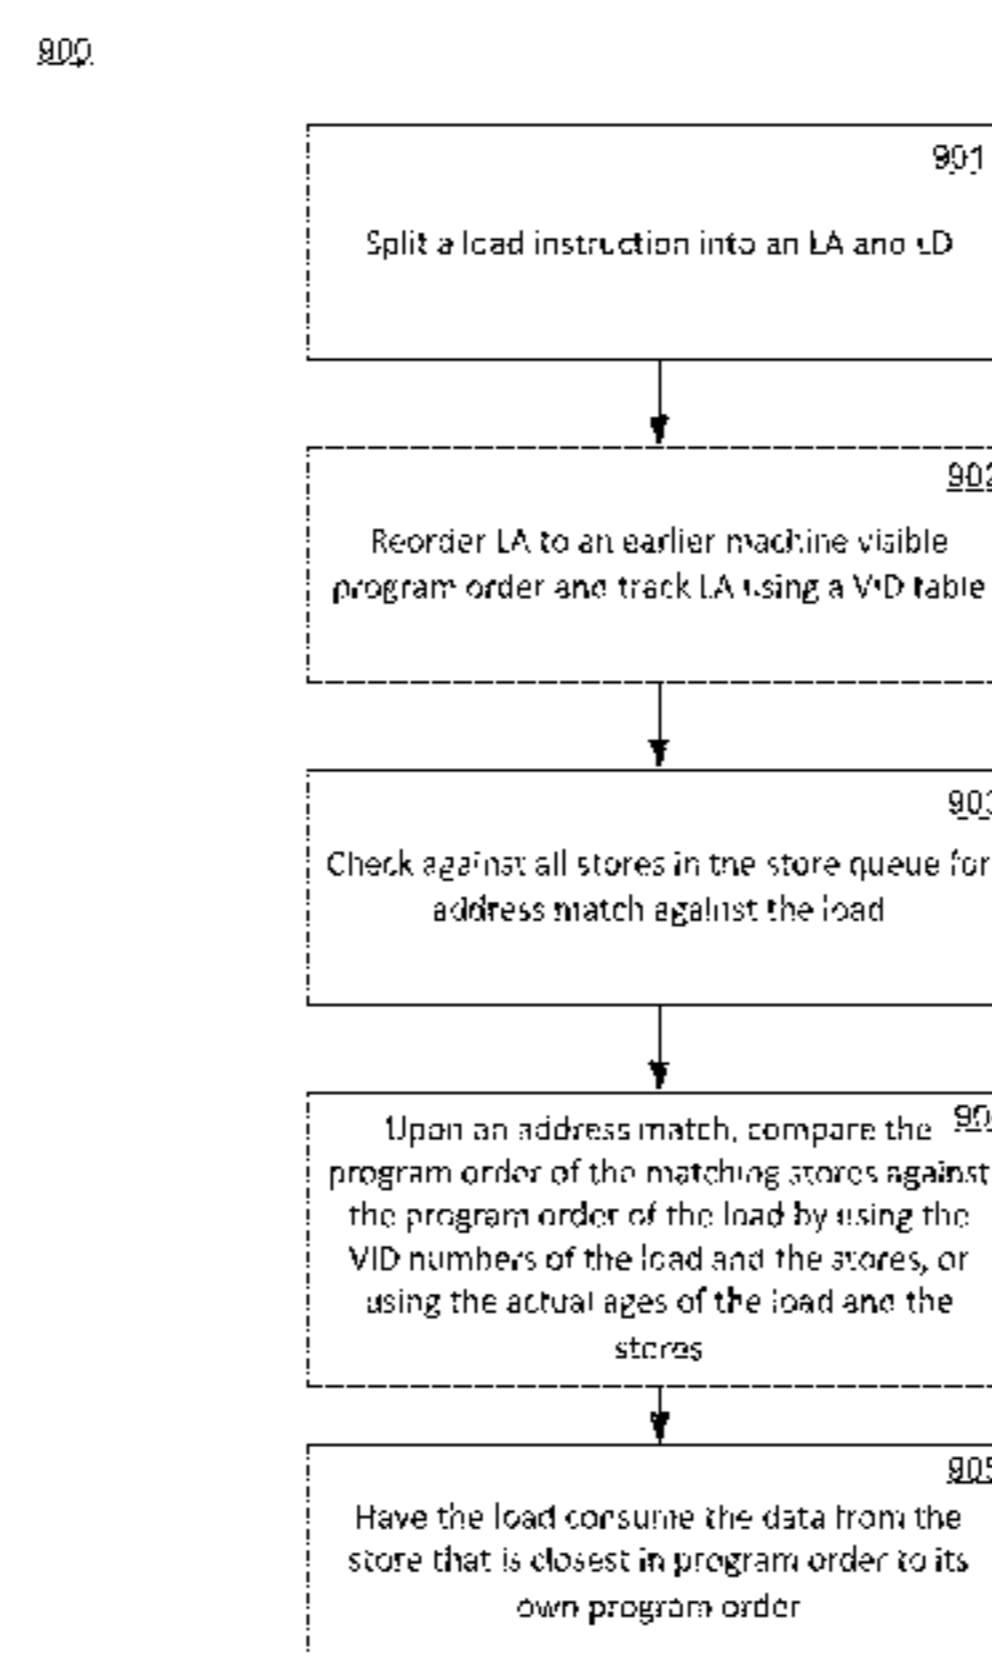 900
901
Split a load instruction into an LA and LD
902
Reorder LA to an earlier machine visible
program order and track LA using a VID table
903
Check against all stores in the store queue for
address match against the load
Upon an address match, compare the
program order of the matching stores against
the program order of the load by using the
VID numbers of the load and the stores, or
using the actual ages of the load and the
stores
905
Have the load consume the data from the
store that is closest in program order to its
own program order